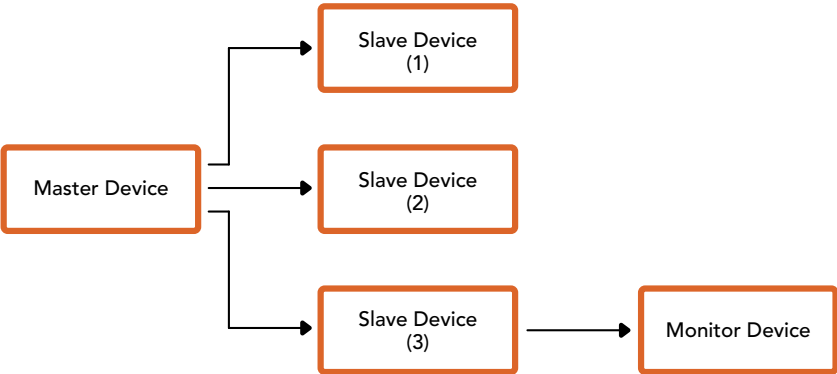 Slave Device
(1)
Master Device
Slave Device
(2)
Slave Device
(3)
Monitor Device